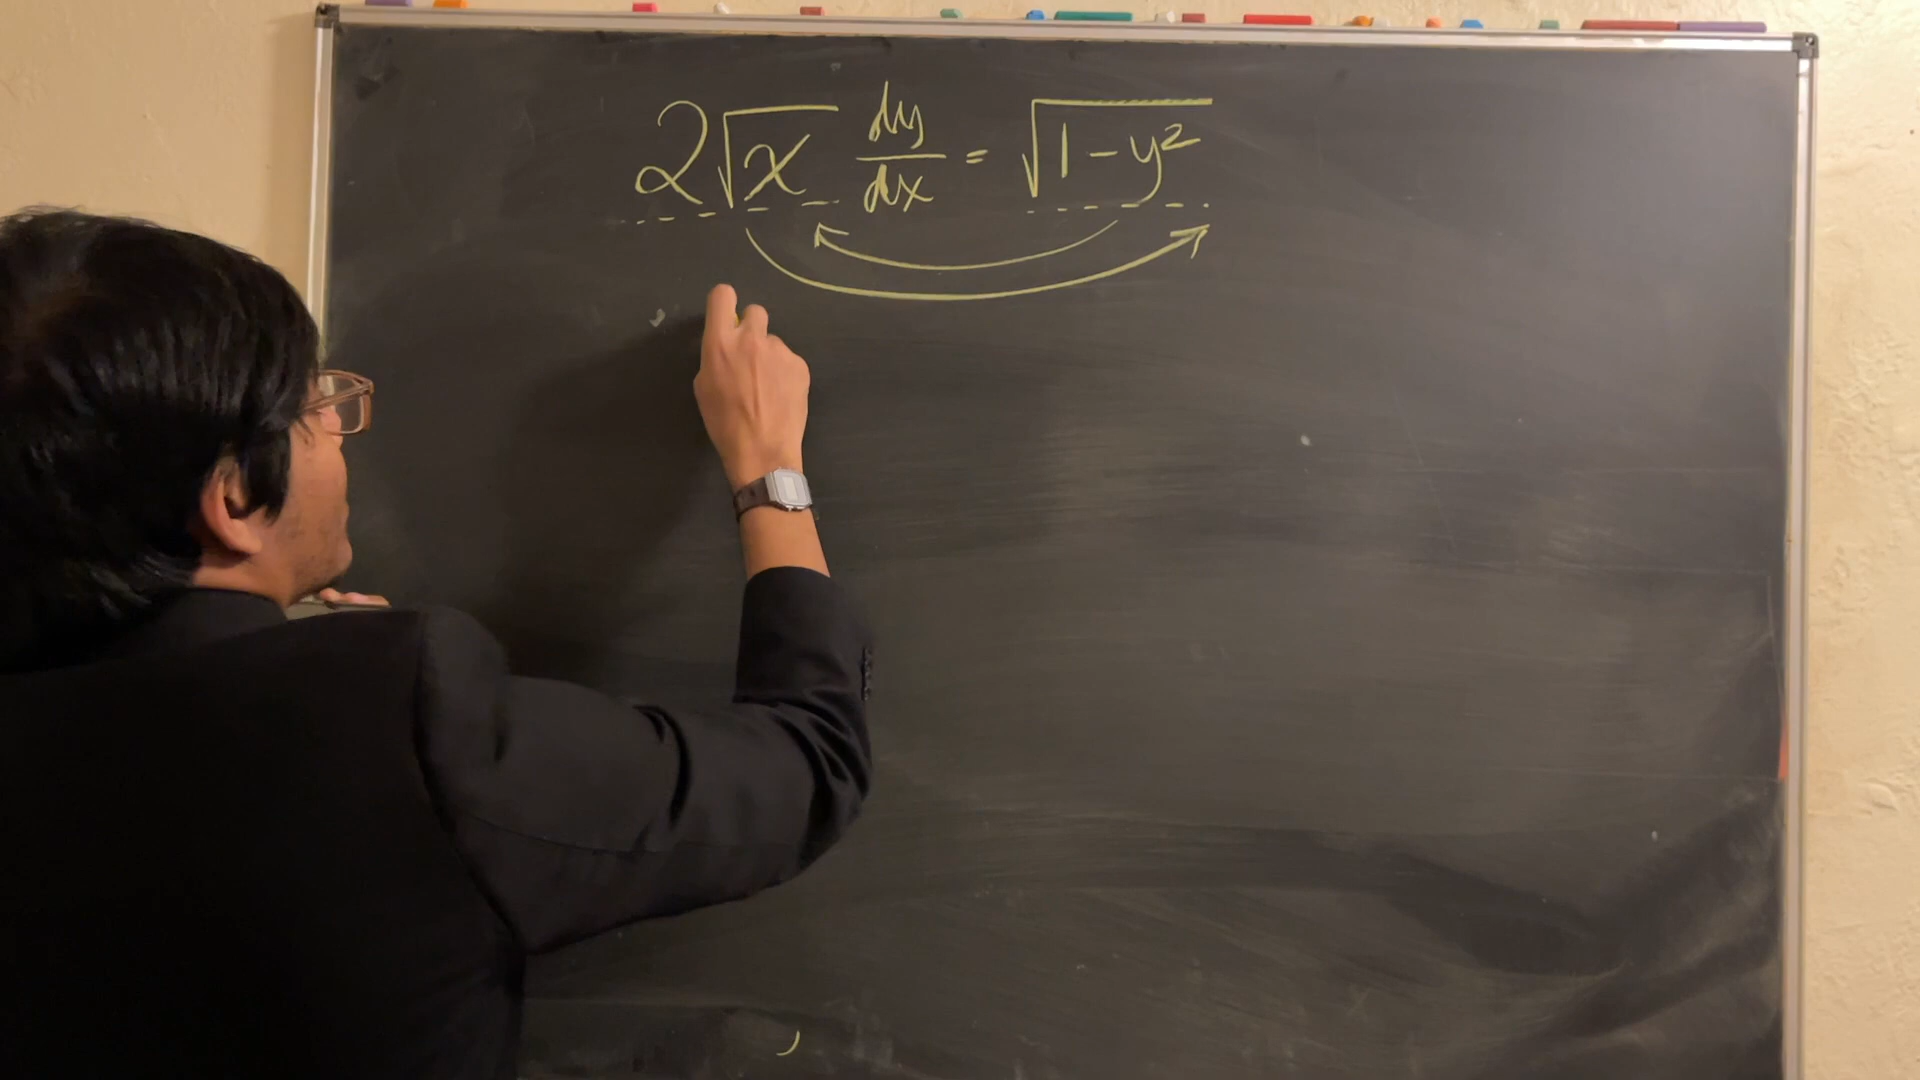 2√x dy/dx = √1-y²